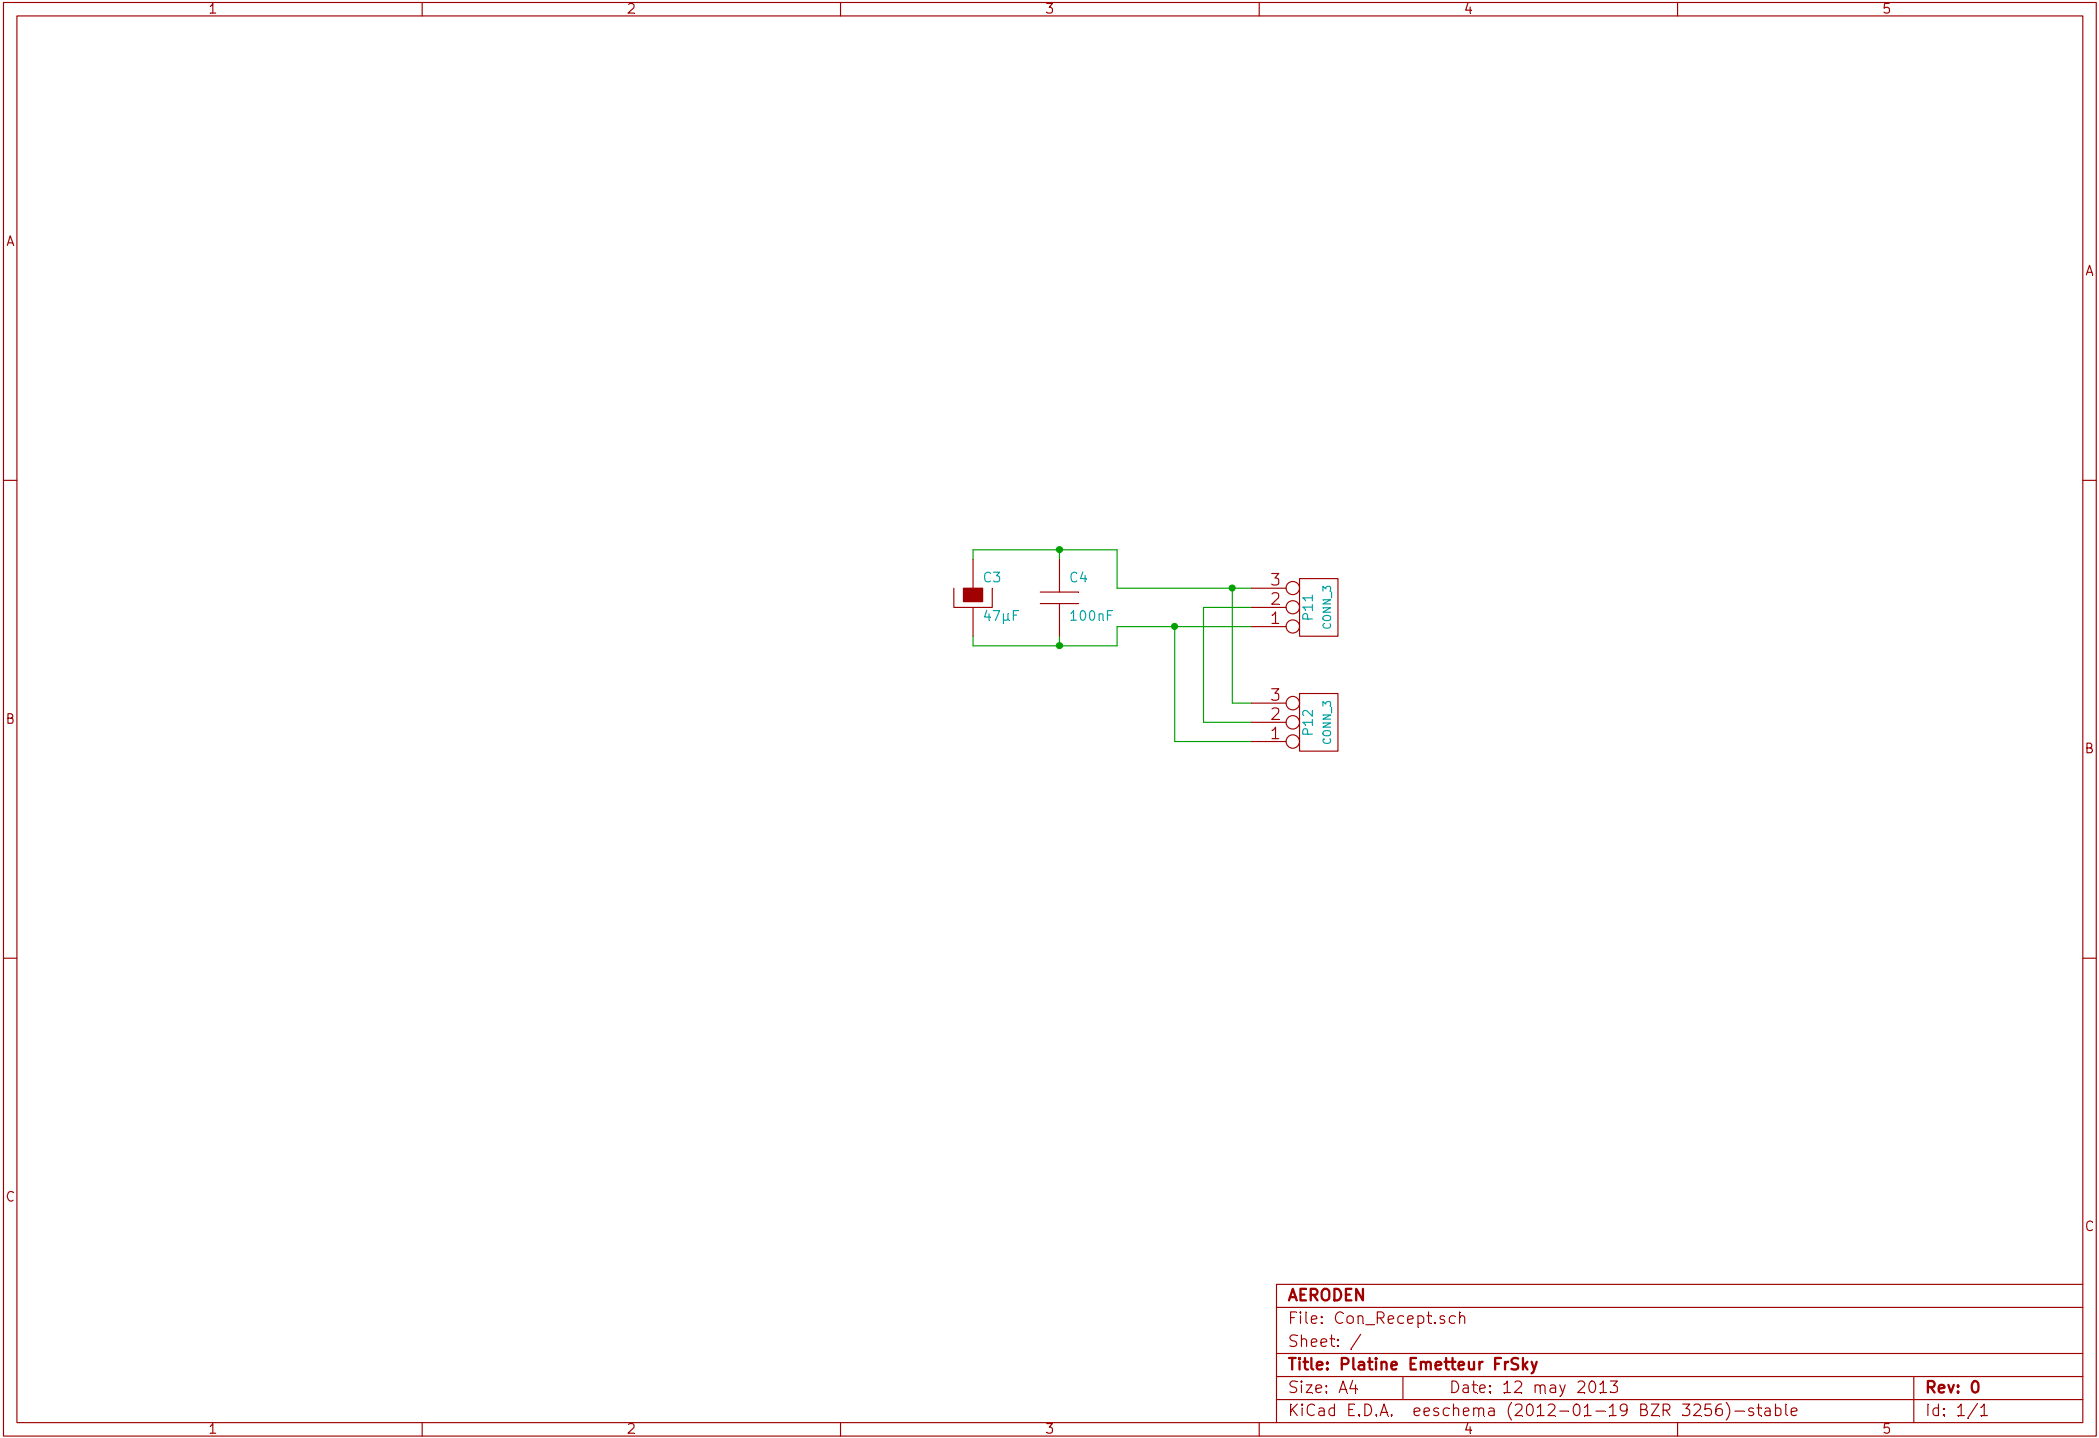 1 2 3 4 5
A A
B B
C C
C3
47µF
C4
100nF
3
2
1
P11
CONN_3
3
2
1
P12
CONN_3
AERODEN
File: Con_Recept.sch
Sheet: /
Title: Platine Emetteur FrSky
Size: A4 Date: 12 may 2013 Rev: 0
KiCad E.D.A. eeschema (2012-01-19 BZR 3256)-stable Id: 1/1
1 2 3 4 5